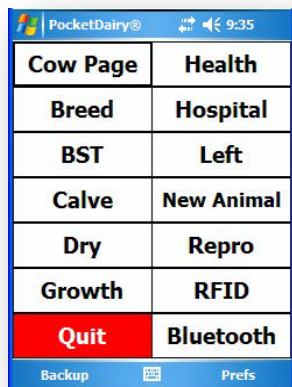 PocketDairy® 9:35
Cow Page Health
Breed Hospital
BST Left
Calve New Animal
Dry Repro
Growth RFID
Quit Bluetooth
Backup Prefs